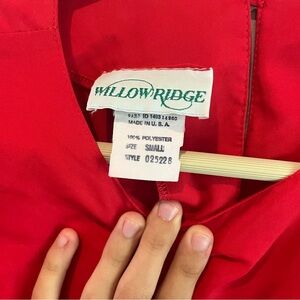 WILLOWRIDGE
MADE IN U.S.A.
100% POLYESTER
SIZE SMALL
STYLE 025228